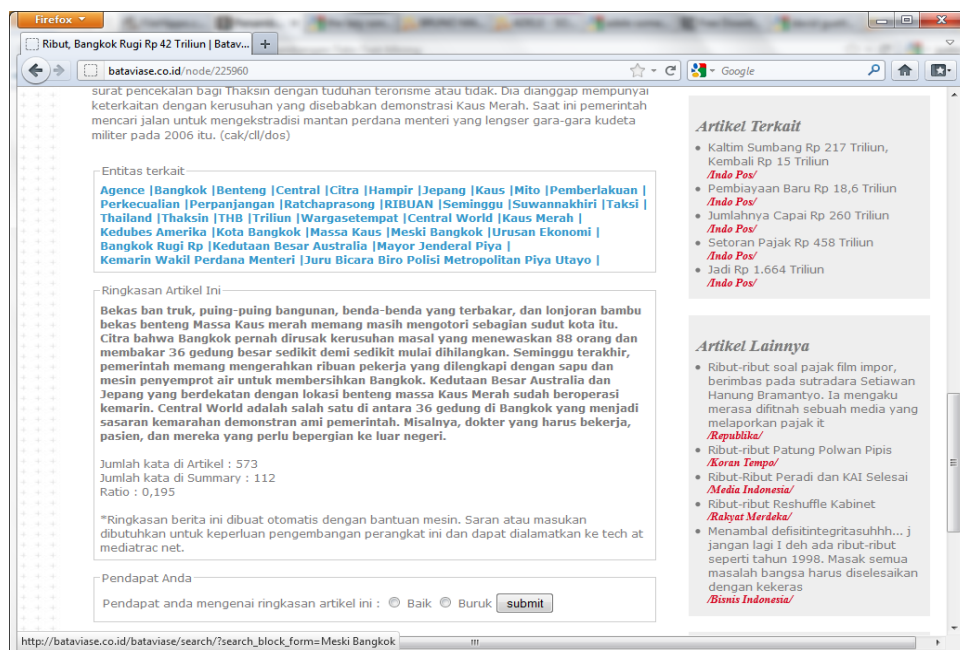 Firefox
Ribut, Bangkok Rugi Rp 42 Triliun | Batav...
bataviase.co.id/node/225960
Google
surat pencekalan bagi Thaksin dengan tuduhan terorisme atau tidak. Dia dianggap mempunyai
keterkaitan dengan kerusuhan yang disebabkan demonstrasi Kaus Merah. Saat ini pemerintah
mencari jalan untuk mengekstradisi mantan perdana menteri yang lengser gara-gara kudeta
militer pada 2006 itu. (cak/cll/dos)
Entitas terkait
Agence |Bangkok |Benteng |Central |Citra |Hampir |Jepang |Kaus |Mito |Pemberlakuan |
Perkecualian |Perpanjangan |Ratchaprasong |RIBUAN |Seminggu |Suwannakhiri |Taksi |
Thailand |Thaksin |THB |Triliun |Wargasetempat |Central World |Kaus Merah |
Kedubes Amerika |Kota Bangkok |Massa Kaus |Meski Bangkok |Urusan Ekonomi |
Bangkok Rugi Rp |Kedutaan Besar Australia |Mayor Jenderal Piya |
Kemarin Wakil Perdana Menteri |Juru Bicara Biro Polisi Metropolitan Piya Utayo |
Ringkasan Artikel Ini
Bekas ban truk, puing-puing bangunan, benda-benda yang terbakar, dan lonjoran bambu
bekas benteng Massa Kaus merah memang masih mengotori sebagian sudut kota itu.
Citra bahwa Bangkok pernah dirusak kerusuhan masal yang menewaskan 88 orang dan
membakar 36 gedung besar sedikit demi sedikit mulai dihilangkan. Seminggu terakhir,
pemerintah memang mengerahkan ribuan pekerja yang dilengkapi dengan sapu dan
mesin penyemprot air untuk membersihkan Bangkok. Kedutaan Besar Australia dan
Jepang yang berdekatan dengan lokasi benteng massa Kaus Merah sudah beroperasi
kemarin. Central World adalah salah satu di antara 36 gedung di Bangkok yang menjadi
sasaran kemarahan demonstran ami pemerintah. Misalnya, dokter yang harus bekerja,
pasien, dan mereka yang perlu bepergian ke luar negeri.
Jumlah kata di Artikel : 573
Jumlah kata di Summary : 112
Ratio : 0,195
*Ringkasan berita ini dibuat otomatis dengan bantuan mesin. Saran atau masukan
dibutuhkan untuk keperluan pengembangan perangkat ini dan dapat dialamatkan ke tech at
mediatrac net.
Pendapat Anda
Pendapat anda mengenai ringkasan artikel ini : Baik Buruk submit
Artikel Terkait
Kaltim Sumbang Rp 217 Triliun,
Kembali Rp 15 Triliun
/Indo Pos/
Pembiayaan Baru Rp 18,6 Triliun
/Indo Pos/
Jumlahnya Capai Rp 260 Triliun
/Indo Pos/
Setoran Pajak Rp 458 Triliun
/Indo Pos/
Jadi Rp 1.664 Triliun
/Indo Pos/
Artikel Lainnya
Ribut-ribut soal pajak film impor,
berimbas pada sutradara Setiawan
Hanung Bramantyo. Ia mengaku
merasa difitnah sebuah media yang
melaporkan pajak it
/Republika/
Ribut-ribut Patung Polwan Pipis
/Koran Tempo/
Ribut-Ribut Peradi dan KAI Selesai
/Media Indonesia/
Ribut-ribut Reshuffle Kabinet
/Rakyat Merdeka/
Menambal defisitintegritasuhhh... j
jangan lagi I deh ada ribut-ribut
seperti tahun 1998. Masak semua
masalah bangsa harus diselesaikan
dengan kekeras
/Bisnis Indonesia/
http://bataviase.co.id/bataviase/search/?search_block_form=Meski Bangkok